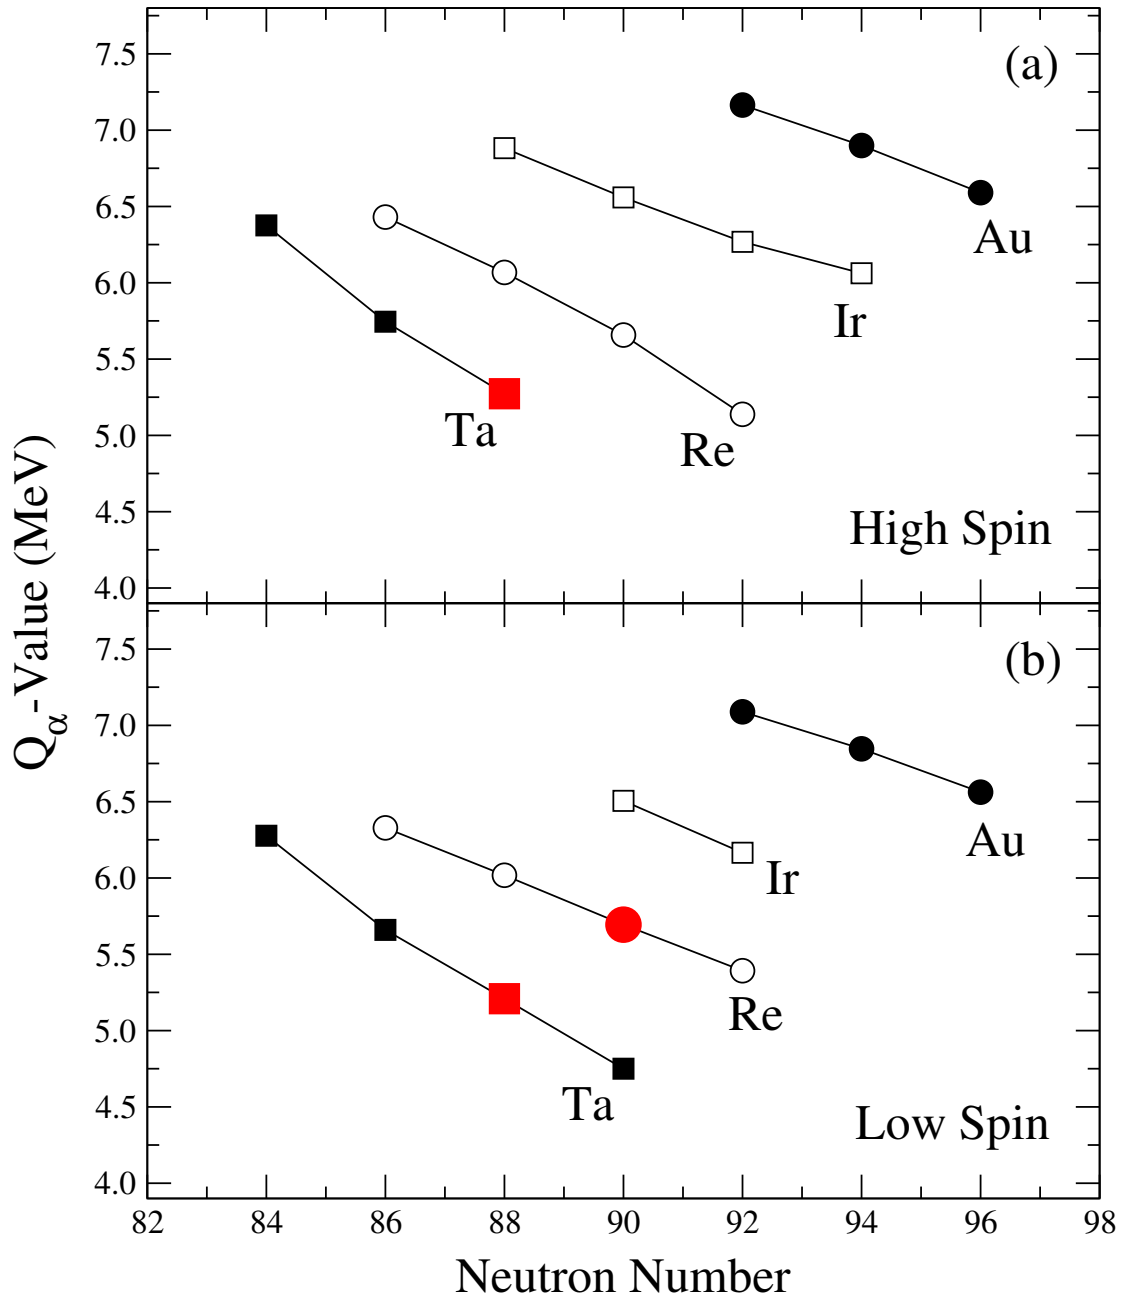 (a)
7.5
7.0
6.5
6.0
5.5
5.0
4.5
4.0
Au
Ir
Ta
Re
High Spin
Qα-Value (MeV)
(b)
7.5
7.0
6.5
6.0
5.5
5.0
4.5
4.0
Au
Ir
Re
Ta
Low Spin
82 84 86 88 90 92 94 96 98
Neutron Number